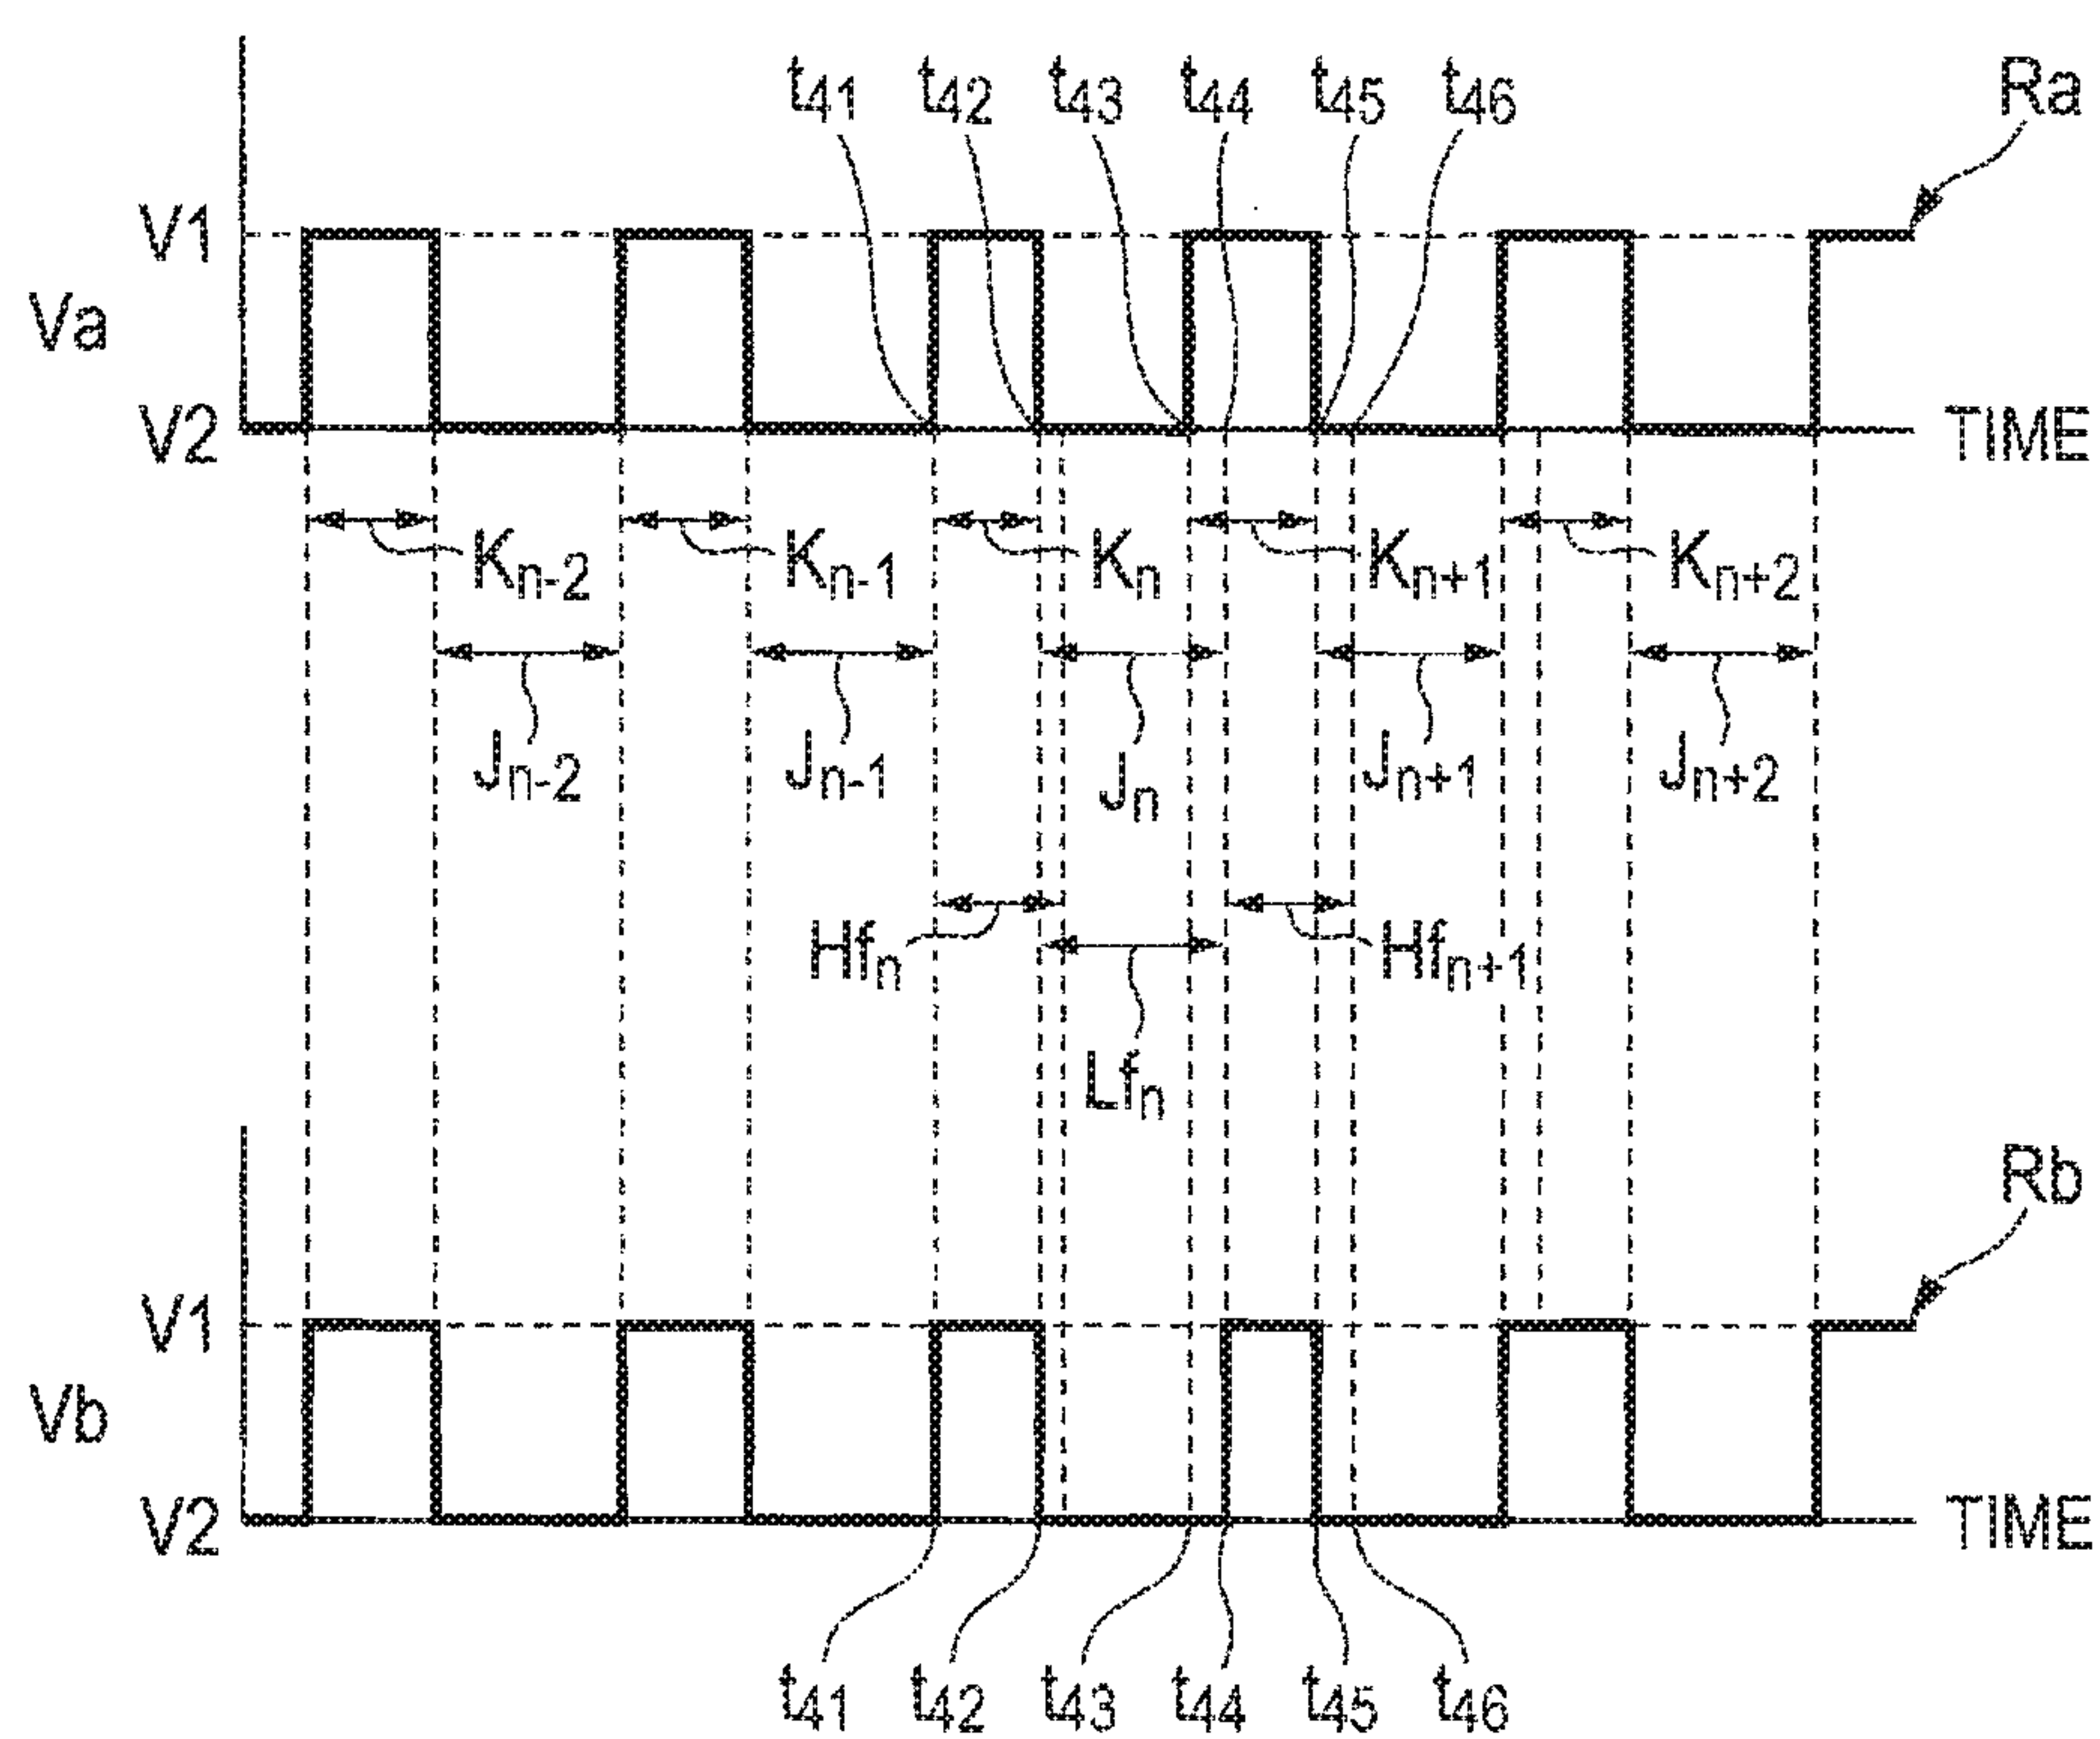 t41 t42 t43 t44 t45 t46 Ra
V1
Va
V2 TIME
Kn-2 Kn-1 Kn Kn+1 Kn+2
Jn-2 Jn-1 Jn Jn+1 Jn+2
Hfn Hfn+1
Lfn
Rb
V1
Vb
V2 TIME
t41 t42 t43 t44 t45 t46